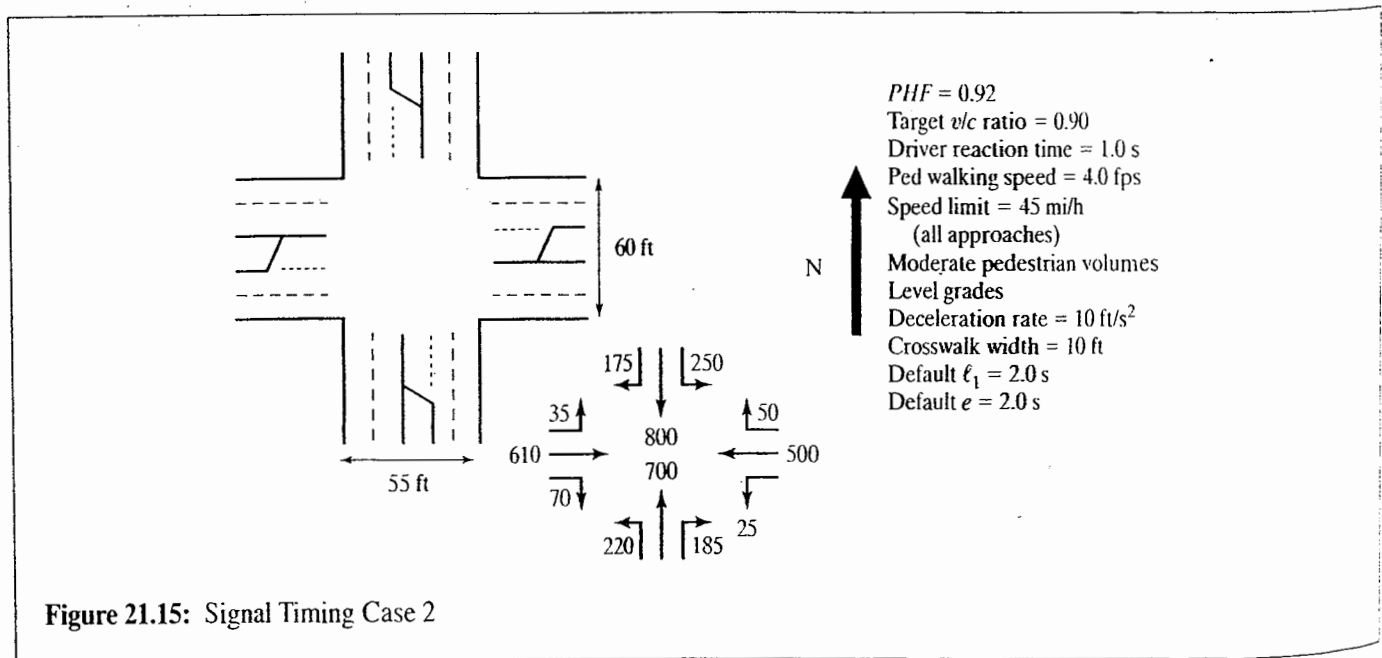 PHF = 0.92
Target v/c ratio = 0.90
Driver reaction time = 1.0 s
Ped walking speed = 4.0 fps
Speed limit = 45 mi/h
(all approaches)
Moderate pedestrian volumes
Level grades
Deceleration rate = 10 ft/s²
Crosswalk width = 10 ft
Default ℓ₁ = 2.0 s
Default e = 2.0 s
N
60 ft
55 ft
175
250
35
50
800
610
500
700
70
25
220
185
Figure 21.15: Signal Timing Case 2